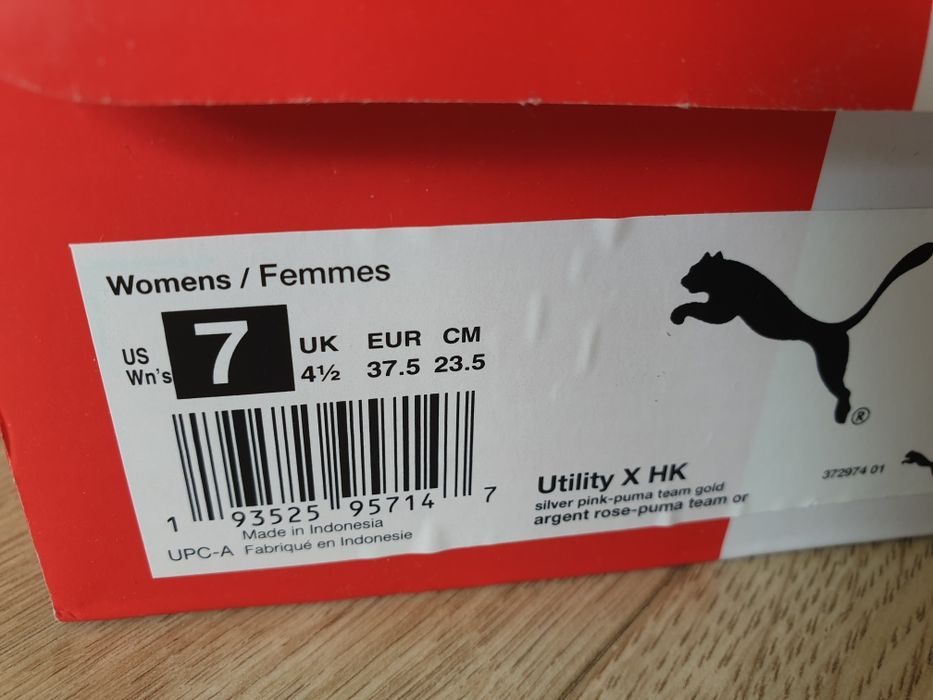 Womens / Femmes
US Wn's
7
UK EUR CM
4½ 37.5 23.5
1 93525 95714 7
Made in Indonesia
UPC-A Fabriqué en Indonesie
Utility X HK
silver pink-puma team gold
argent rose-puma team or
372974 01
®